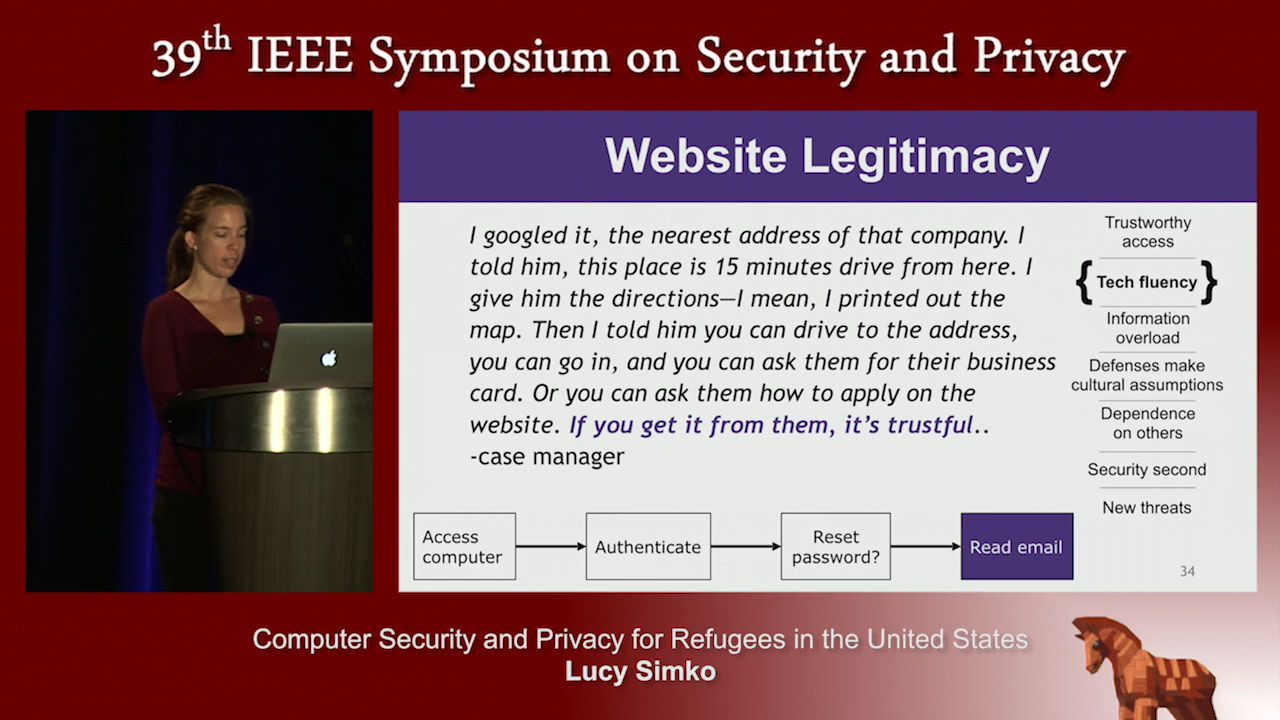 39th IEEE Symposium on Security and Privacy
Website Legitimacy
I googled it, the nearest address of that company. I
told him, this place is 15 minutes drive from here. I
give him the directions—I mean, I printed out the
map. Then I told him you can drive to the address,
you can go in, and you can ask them for their business
card. Or you can ask them how to apply on the
website. If you get it from them, it's trustful..
-case manager
Trustworthy
access
{ Tech fluency }
Information
overload
Defenses make
cultural assumptions
Dependence
on others
Security second
New threats
Access
computer
Authenticate
Reset
password?
Read email
34
Computer Security and Privacy for Refugees in the United States
Lucy Simko